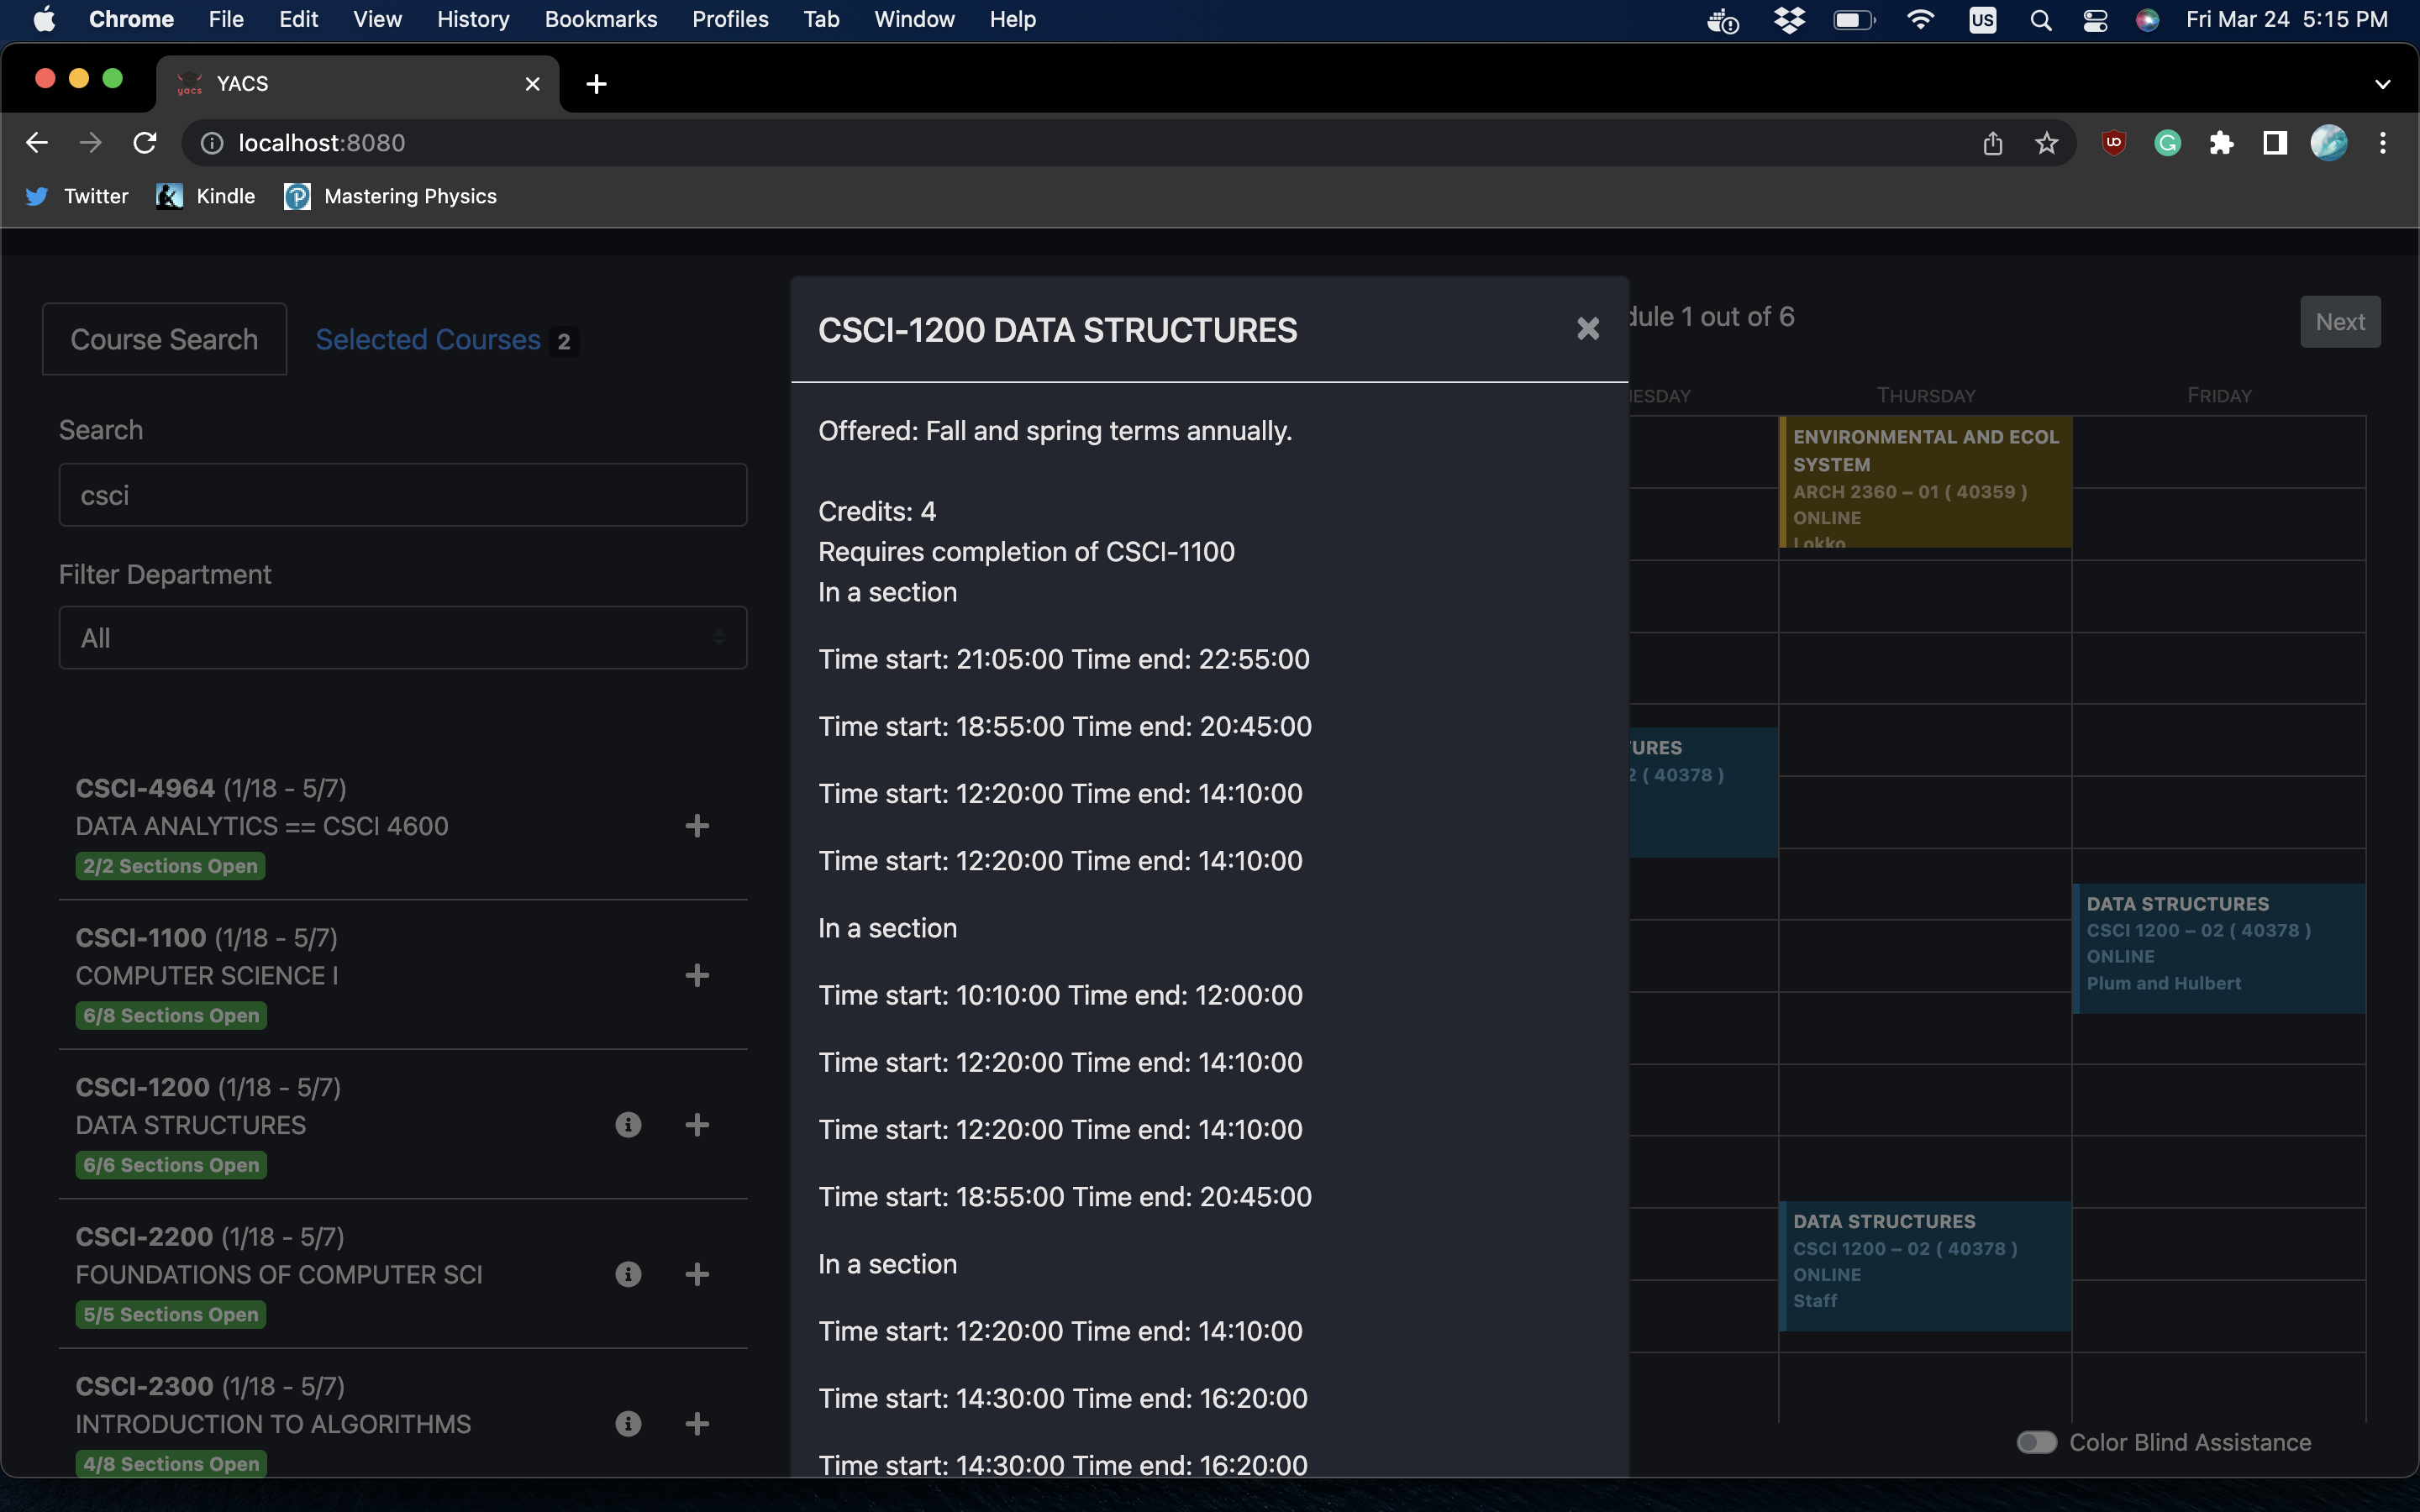 Chrome File Edit View History Bookmarks Profiles Tab Window Help US Fri Mar 24 5:15 PM
yacs YACS
localhost:8080
Twitter Kindle Mastering Physics
Course Search Selected Courses 2
Search
csci
Filter Department
All
CSCI-4964 (1/18 - 5/7)
DATA ANALYTICS == CSCI 4600
2/2 Sections Open
CSCI-1100 (1/18 - 5/7)
COMPUTER SCIENCE I
6/8 Sections Open
CSCI-1200 (1/18 - 5/7)
DATA STRUCTURES
6/6 Sections Open
CSCI-2200 (1/18 - 5/7)
FOUNDATIONS OF COMPUTER SCI
5/5 Sections Open
CSCI-2300 (1/18 - 5/7)
INTRODUCTION TO ALGORITHMS
4/8 Sections Open
CSCI-1200 DATA STRUCTURES
Offered: Fall and spring terms annually.
Credits: 4
Requires completion of CSCI-1100
In a section
Time start: 21:05:00 Time end: 22:55:00
Time start: 18:55:00 Time end: 20:45:00
Time start: 12:20:00 Time end: 14:10:00
Time start: 12:20:00 Time end: 14:10:00
In a section
Time start: 10:10:00 Time end: 12:00:00
Time start: 12:20:00 Time end: 14:10:00
Time start: 12:20:00 Time end: 14:10:00
Time start: 18:55:00 Time end: 20:45:00
In a section
Time start: 12:20:00 Time end: 14:10:00
Time start: 14:30:00 Time end: 16:20:00
Time start: 14:30:00 Time end: 16:20:00
dule 1 out of 6
Next
ESDAY THURSDAY FRIDAY
ENVIRONMENTAL AND ECOL
SYSTEM
ARCH 2360 – 01 ( 40359 )
ONLINE
Lokko
URES
2 ( 40378 )
DATA STRUCTURES
CSCI 1200 – 02 ( 40378 )
ONLINE
Plum and Hulbert
DATA STRUCTURES
CSCI 1200 – 02 ( 40378 )
ONLINE
Staff
Color Blind Assistance